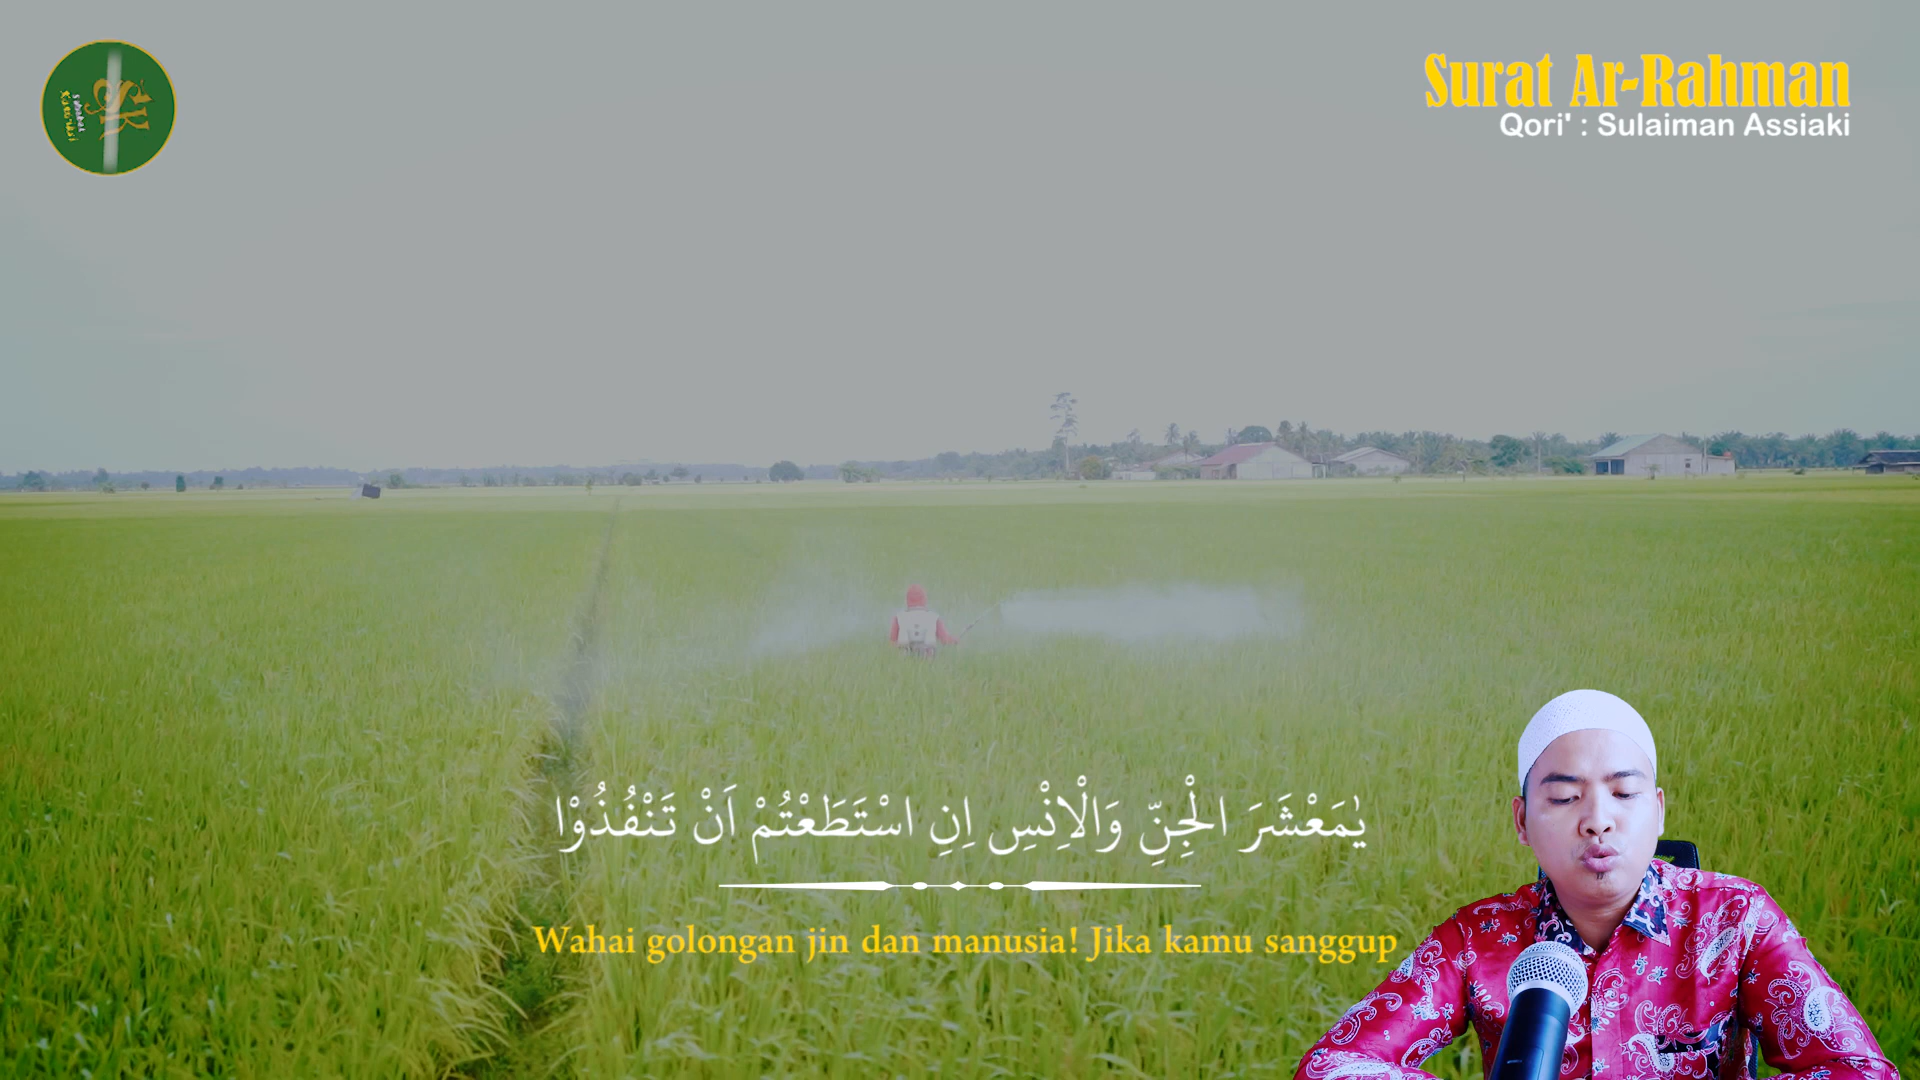 Surat Ar-Rahman
Qori' : Sulaiman Assiaki
يٰمَعْشَرَ الْجِنِّ وَالْاِنْسِ اِنِ اسْتَطَعْتُمْ اَنْ تَنْفُذُوْا
Wahai golongan jin dan manusia! Jika kamu sanggup